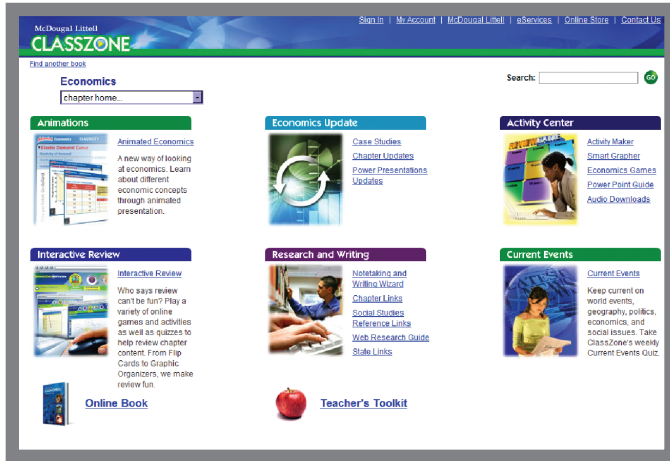 McDougal Littell
CLASSZONE
Sign In | My Account | McDougal Littell | eServices | Online Store | Contact Us
Find another book
Economics
chapter home...
Search:
GO
Animations
Animated Economics
A new way of looking
at economics. Learn
about different
economic concepts
through animated
presentation.
Economics Update
Case Studies
Chapter Updates
Power Presentations
Updates
Activity Center
Activity Maker
Smart Grapher
Economics Games
Power Point Guide
Audio Downloads
Interactive Review
Interactive Review
Who says review
can't be fun? Play a
variety of online
games and activities
as well as quizzes to
help review chapter
content. From Flip
Cards to Graphic
Organizers, we make
review fun.
Research and Writing
Notetaking and
Writing Wizard
Chapter Links
Social Studies
Reference Links
Web Research Guide
State Links
Current Events
Current Events
Keep current on
world events,
geography, politics,
economics, and
social issues. Take
ClassZone's weekly
Current Events Quiz.
Online Book
Teacher's Toolkit